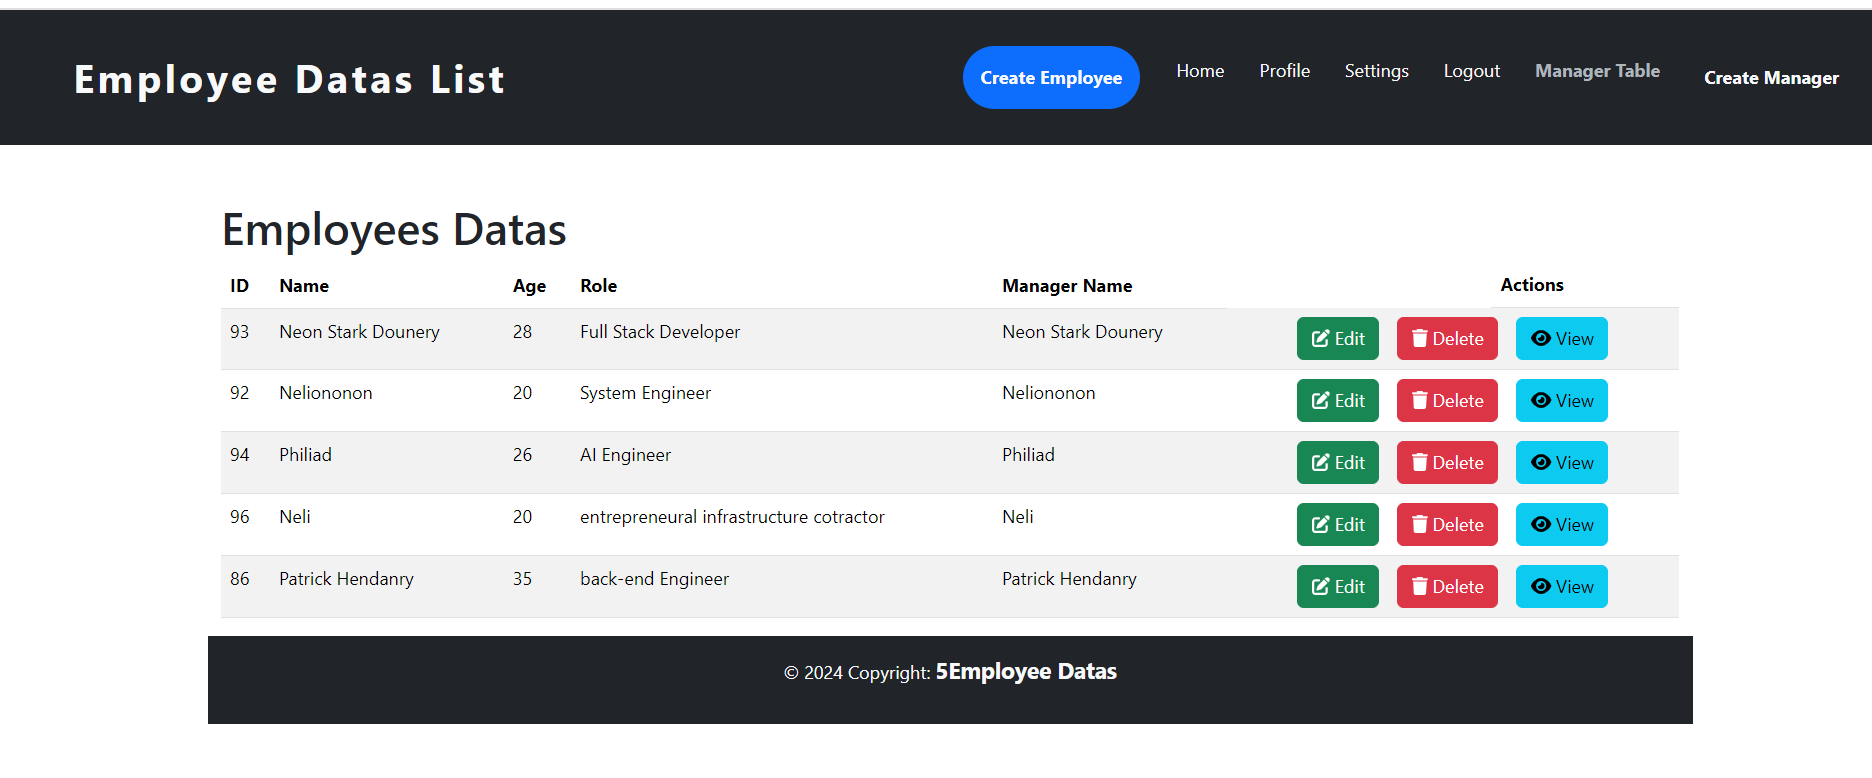 Employee Datas List
Create Employee Home Profile Settings Logout Manager Table Create Manager
Employees Datas
ID Name Age Role Manager Name Actions
93 Neon Stark Dounery 28 Full Stack Developer Neon Stark Dounery Edit Delete View
92 Neliononon 20 System Engineer Neliononon Edit Delete View
94 Philiad 26 AI Engineer Philiad Edit Delete View
96 Neli 20 entrepreneural infrastructure cotractor Neli Edit Delete View
86 Patrick Hendanry 35 back-end Engineer Patrick Hendanry Edit Delete View
© 2024 Copyright: 5Employee Datas